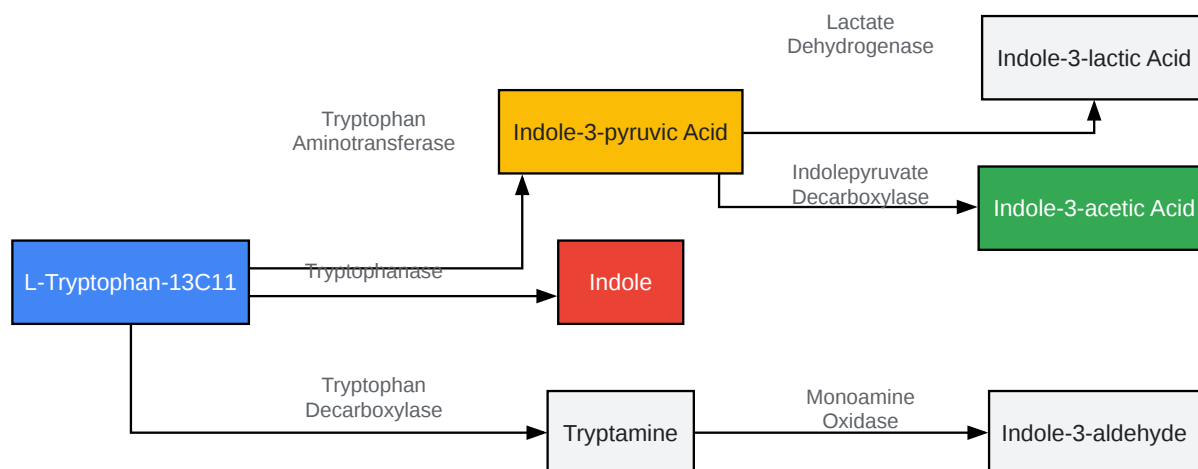 Lactate
Dehydrogenase
Indole-3-lactic Acid
Tryptophan
Aminotransferase
Indole-3-pyruvic Acid
Indolepyruvate
Decarboxylase
Indole-3-acetic Acid
L-Tryptophan-13C11
Tryptophanase
Indole
Tryptophan
Decarboxylase
Tryptamine
Monoamine
Oxidase
Indole-3-aldehyde